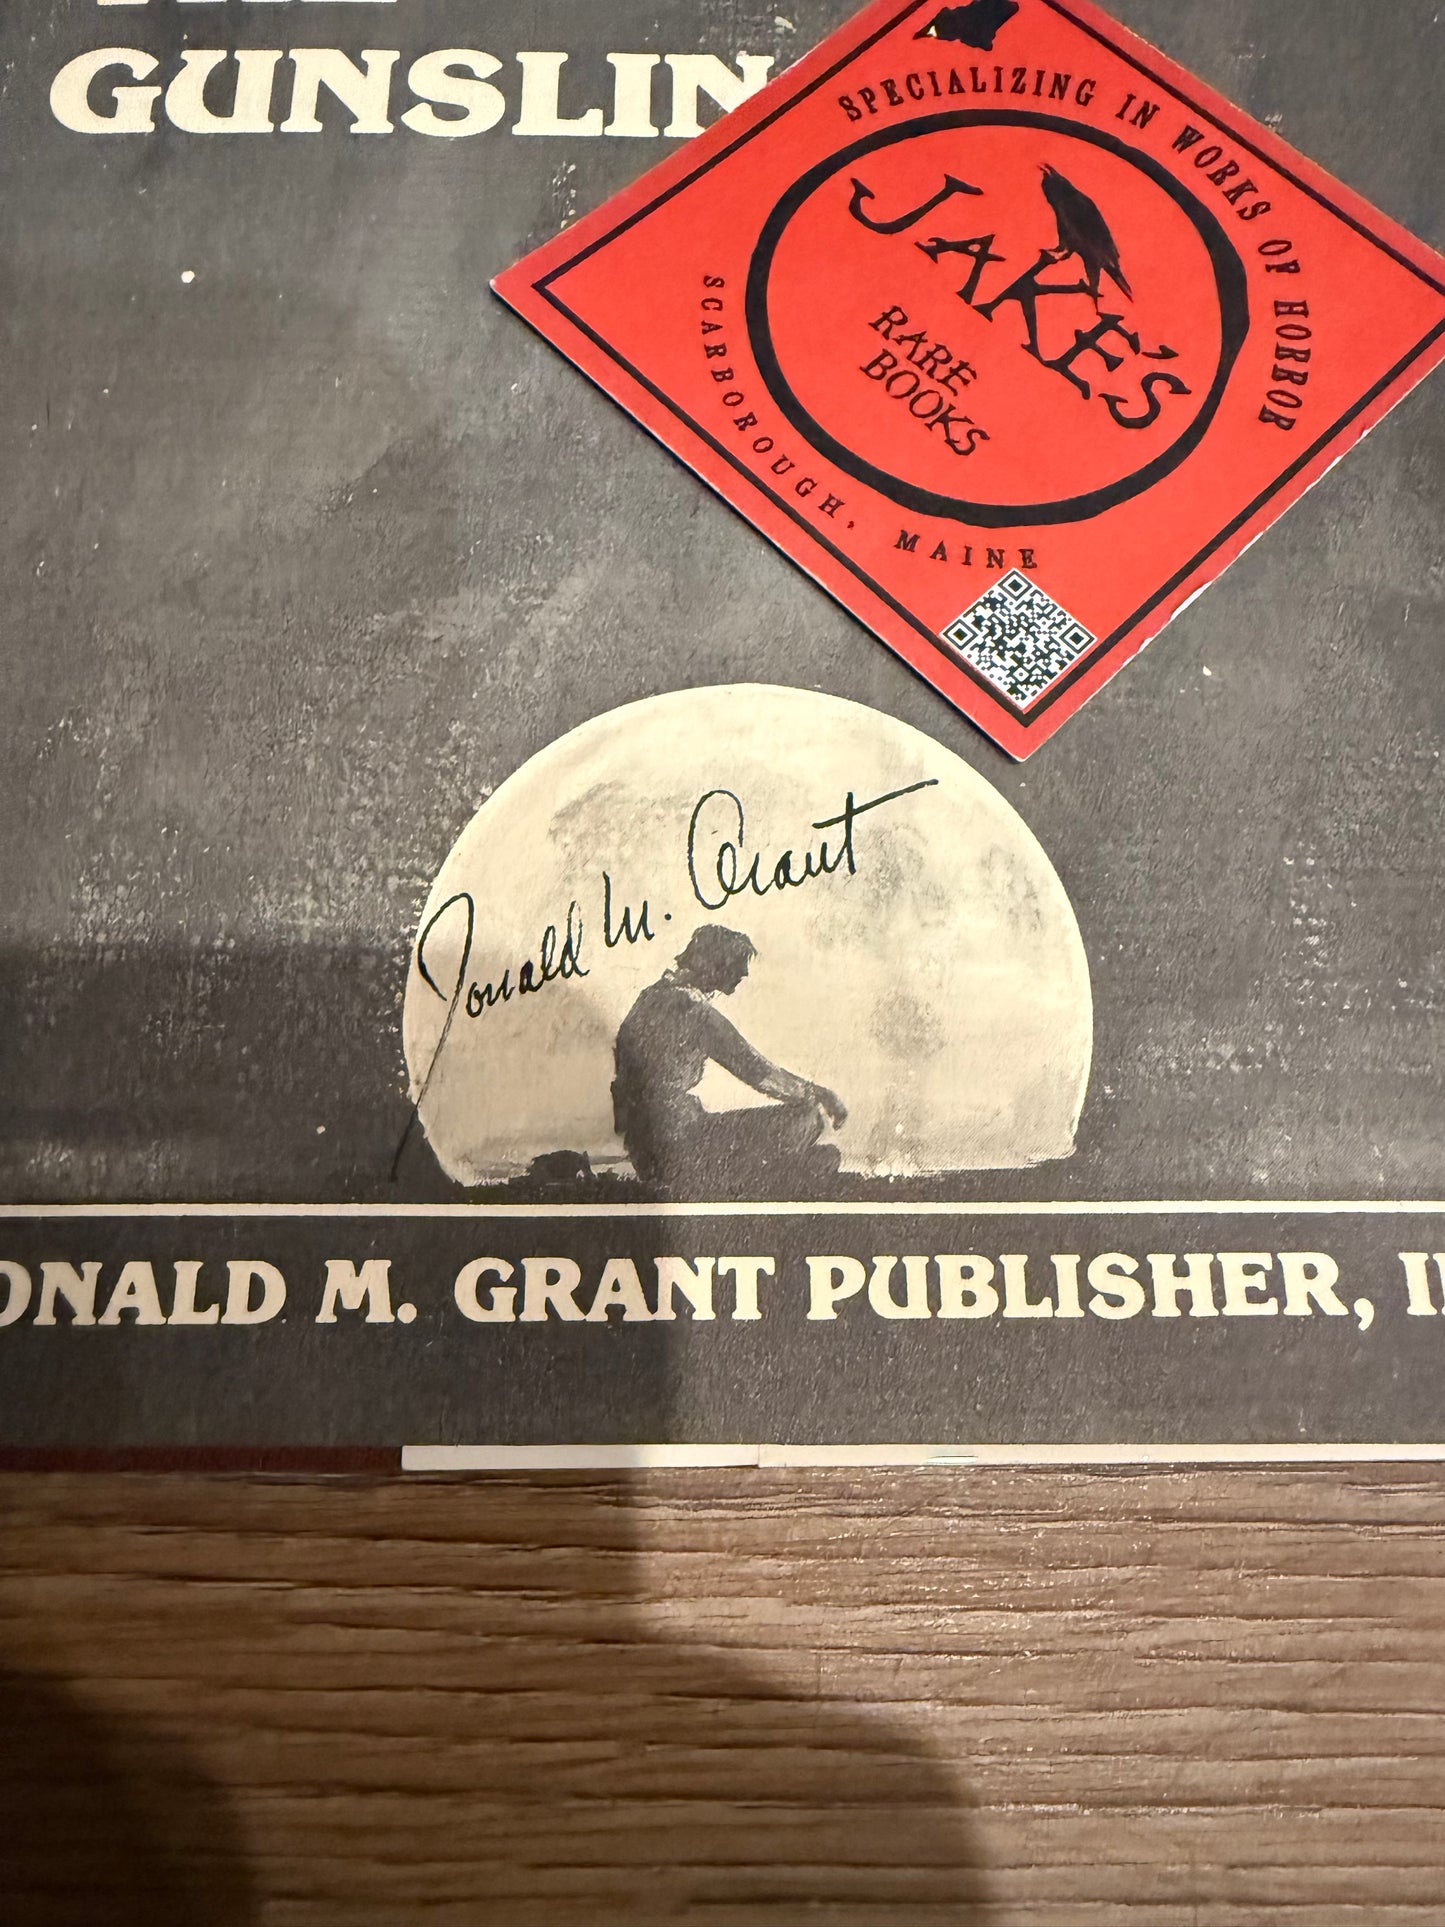 GUNSLIN
SPECIALIZING IN WORKS OF HORROR
JAKE'S
RARE
BOOKS
SCARBOROUGH, MAINE
Donald M. Grant
ONALD M. GRANT PUBLISHER, I